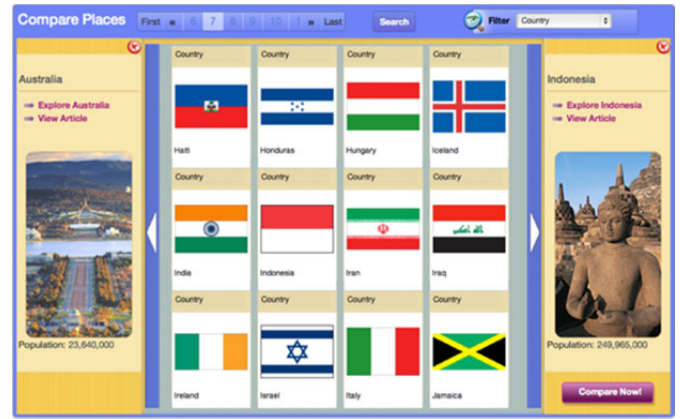 Compare Places First « 6 7 8 9 10 1 » Last Search Filter Country
Australia
Explore Australia
View Article
Population: 23,640,000
Country Country Country Country
Haiti Honduras Hungary Iceland
Country Country Country Country
India Indonesia Iran Iraq
Country Country Country Country
Ireland Israel Italy Jamaica
Indonesia
Explore Indonesia
View Article
Population: 249,965,000
Compare Now!